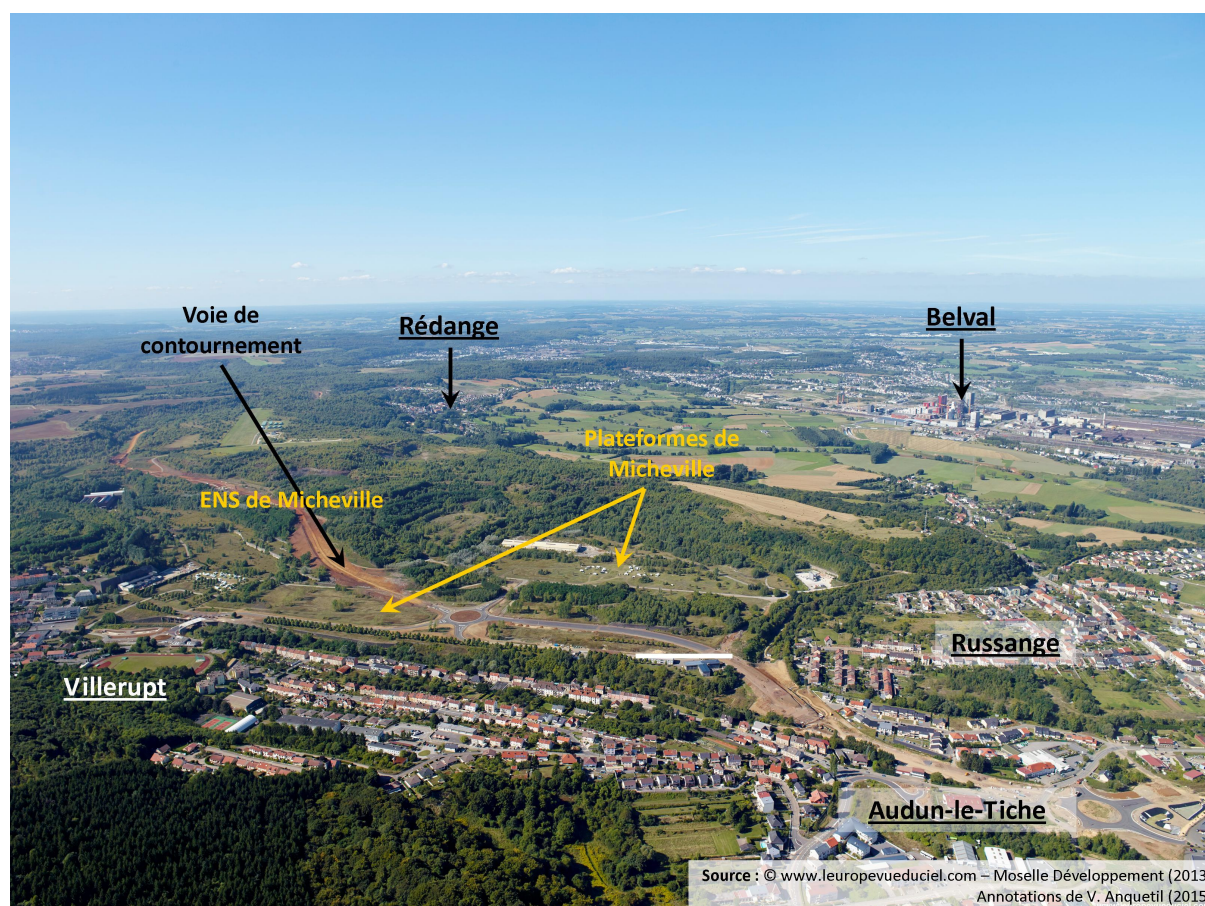 Voie de
contournement
Rédange
Belval
Plateformes de
Micheville
ENS de Micheville
Russange
Villerupt
Audun-le-Tiche
Source : © www.leuropevueduciel.com – Moselle Développement (2013
Annotations de V. Anquetil (2015